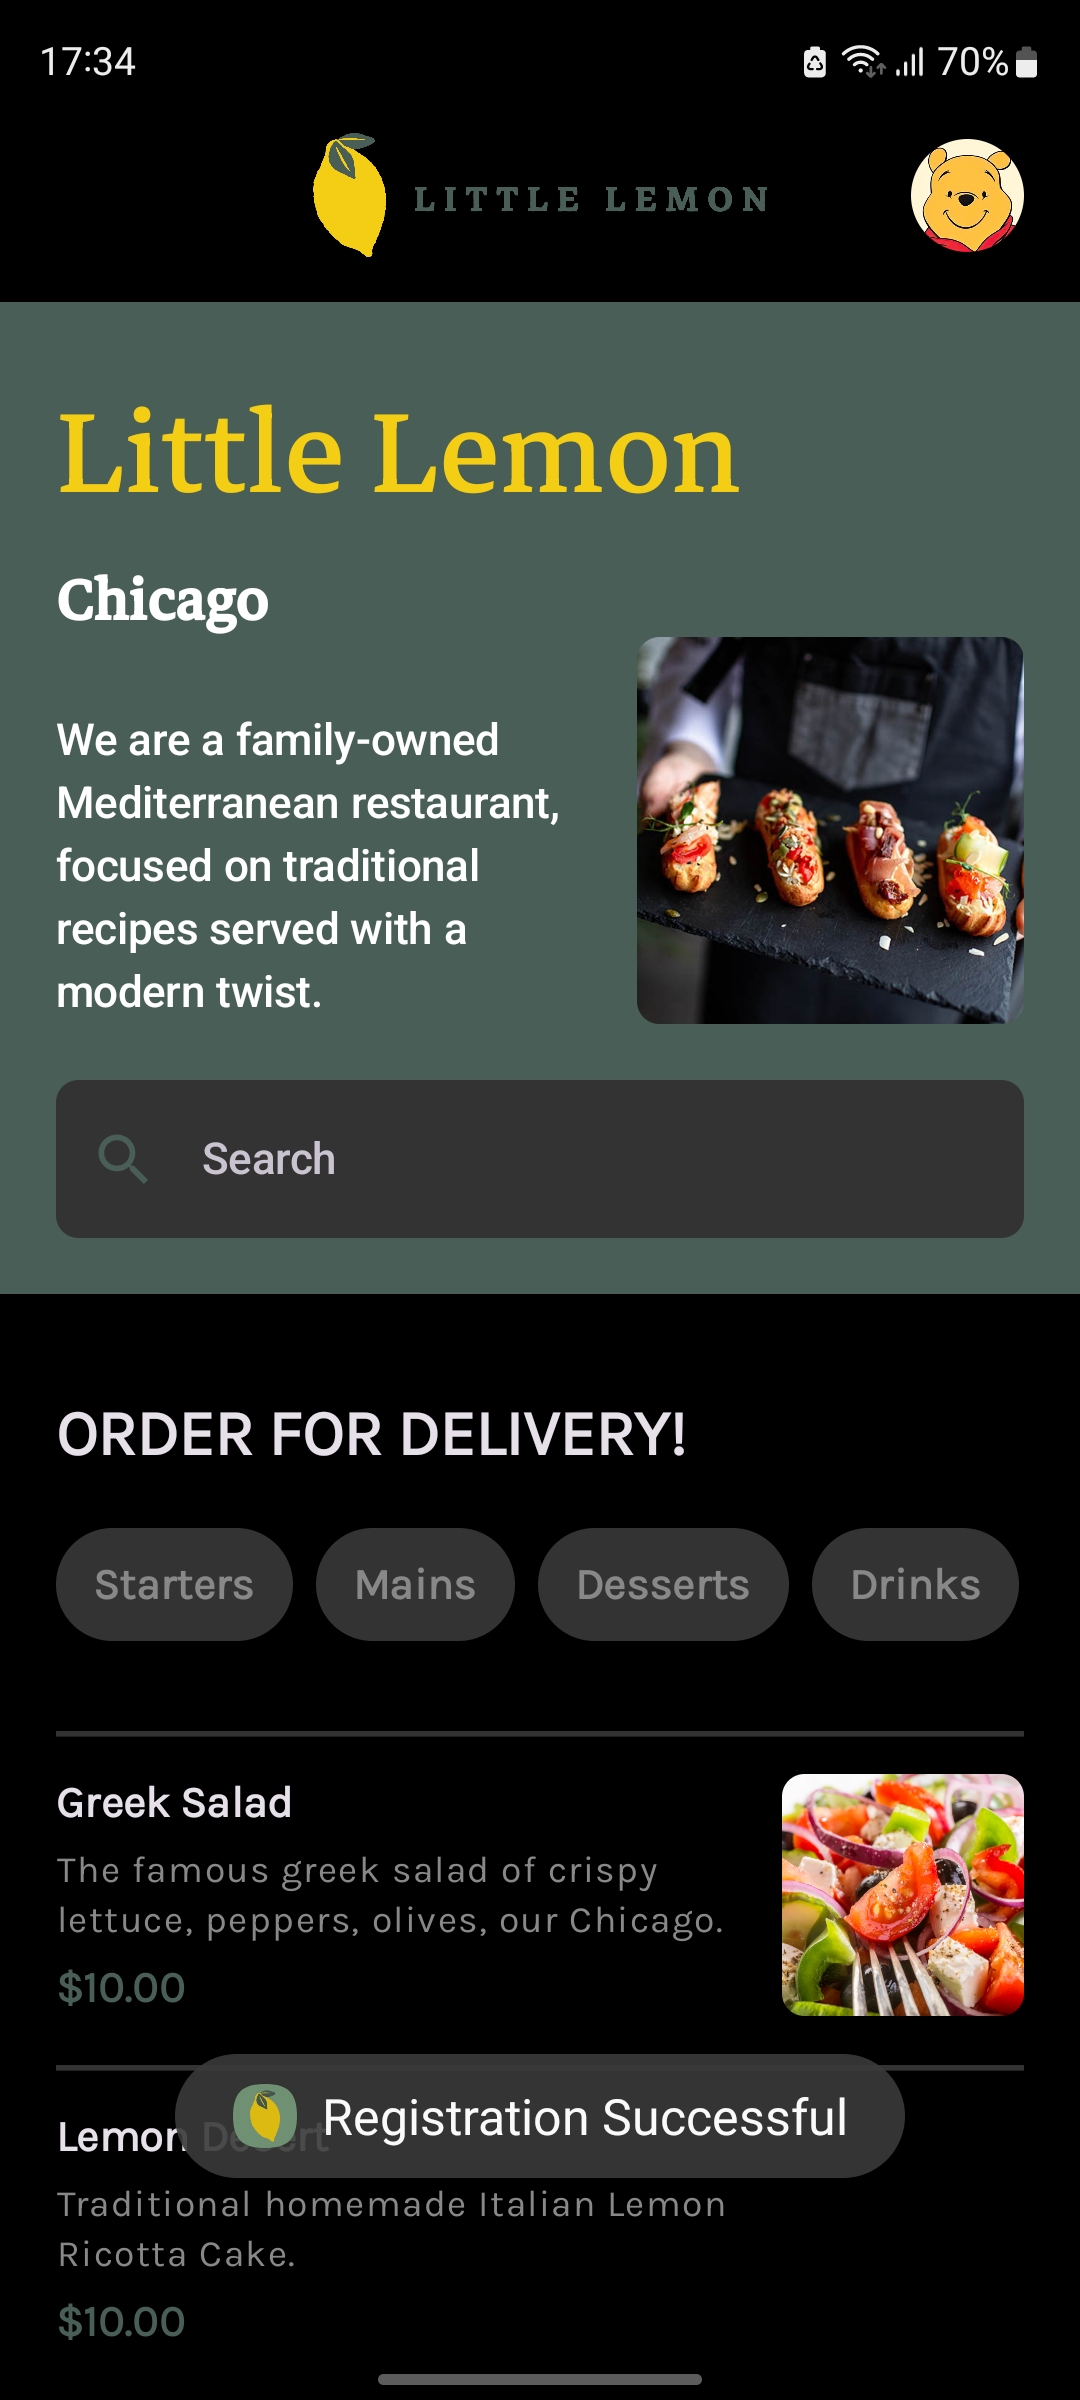 17:34
70%
LITTLE LEMON
Little Lemon
Chicago
We are a family-owned
Mediterranean restaurant,
focused on traditional
recipes served with a
modern twist.
Search
ORDER FOR DELIVERY!
Starters
Mains
Desserts
Drinks
Greek Salad
The famous greek salad of crispy
lettuce, peppers, olives, our Chicago.
$10.00
Registration Successful
Lemon Dessert
Traditional homemade Italian Lemon
Ricotta Cake.
$10.00